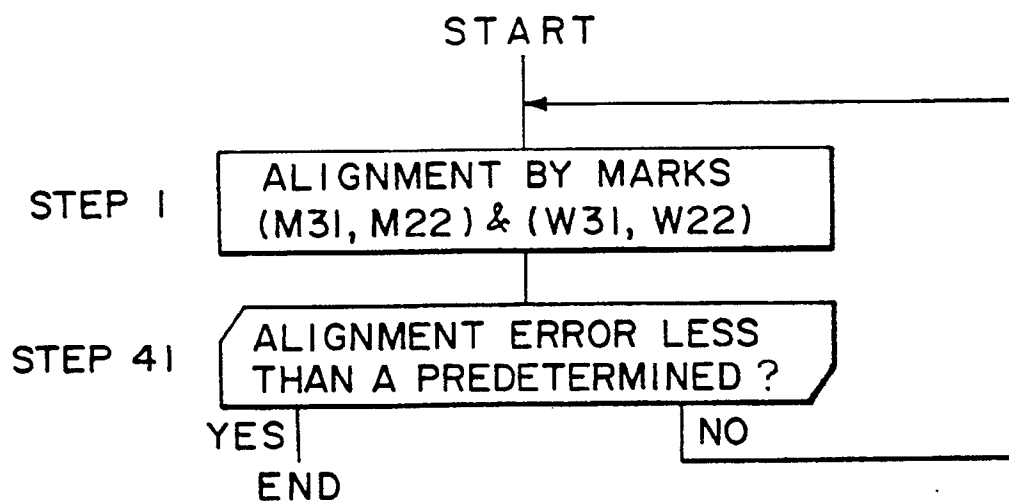 START
STEP 1
ALIGNMENT BY MARKS
(M31, M22) & (W31, W22)
STEP 41
ALIGNMENT ERROR LESS
THAN A PREDETERMINED ?
YES
NO
END